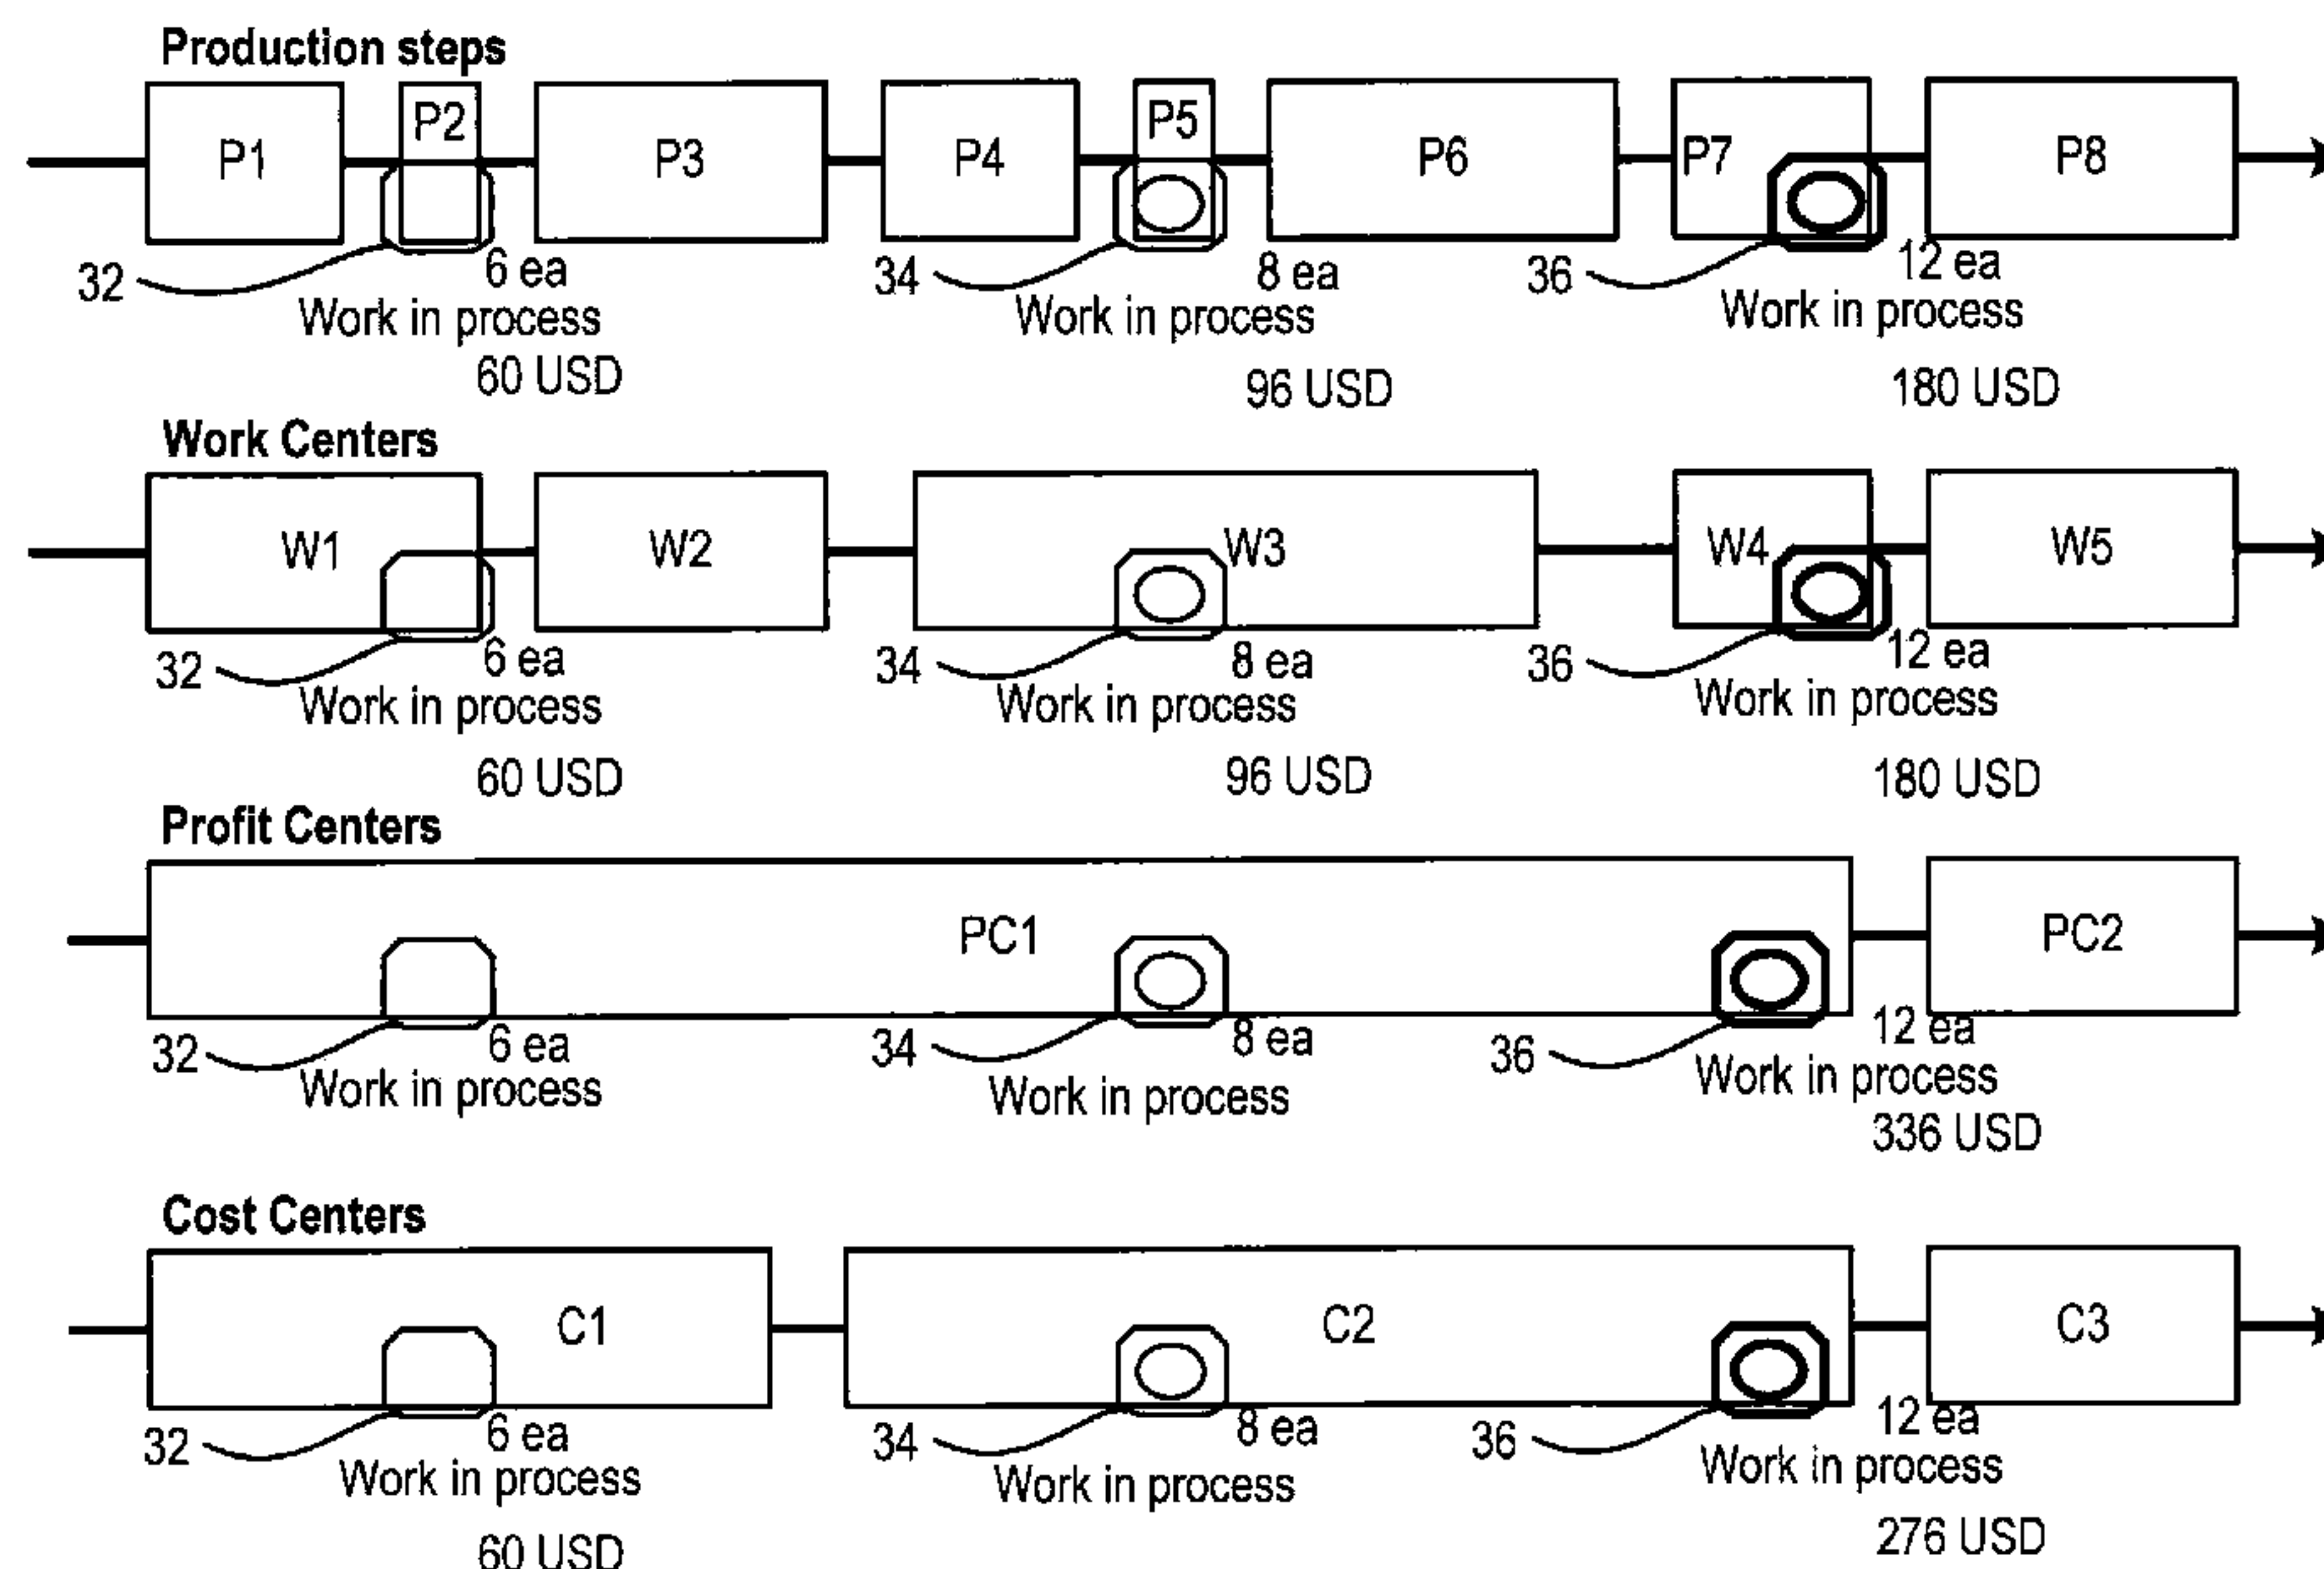 Production steps
P1 P2 P3 P4 P5 P6 P7 P8
32 6 ea 34 8 ea 36 12 ea
Work in process Work in process Work in process
60 USD 96 USD 180 USD
Work Centers
W1 W2 W3 W4 W5
32 6 ea 34 8 ea 36 12 ea
Work in process Work in process Work in process
60 USD 96 USD 180 USD
Profit Centers
PC1 PC2
32 6 ea 34 8 ea 36 12 ea
Work in process Work in process Work in process
336 USD
Cost Centers
C1 C2 C3
32 6 ea 34 8 ea 36 12 ea
Work in process Work in process Work in process
60 USD 276 USD